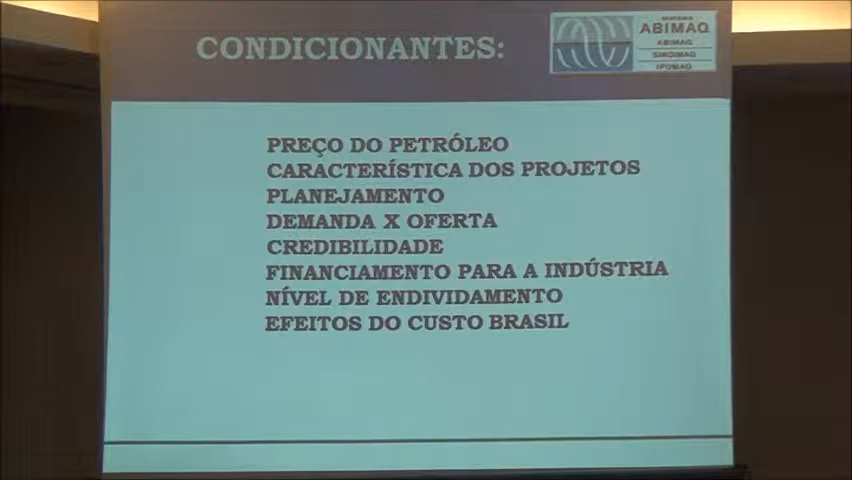 CONDICIONANTES:
ABIMAQ
ABIMAQ
SINDIMAQ
IPDMAQ
PREÇO DO PETRÓLEO
CARACTERÍSTICA DOS PROJETOS
PLANEJAMENTO
DEMANDA X OFERTA
CREDIBILIDADE
FINANCIAMENTO PARA A INDÚSTRIA
NÍVEL DE ENDIVIDAMENTO
EFEITOS DO CUSTO BRASIL